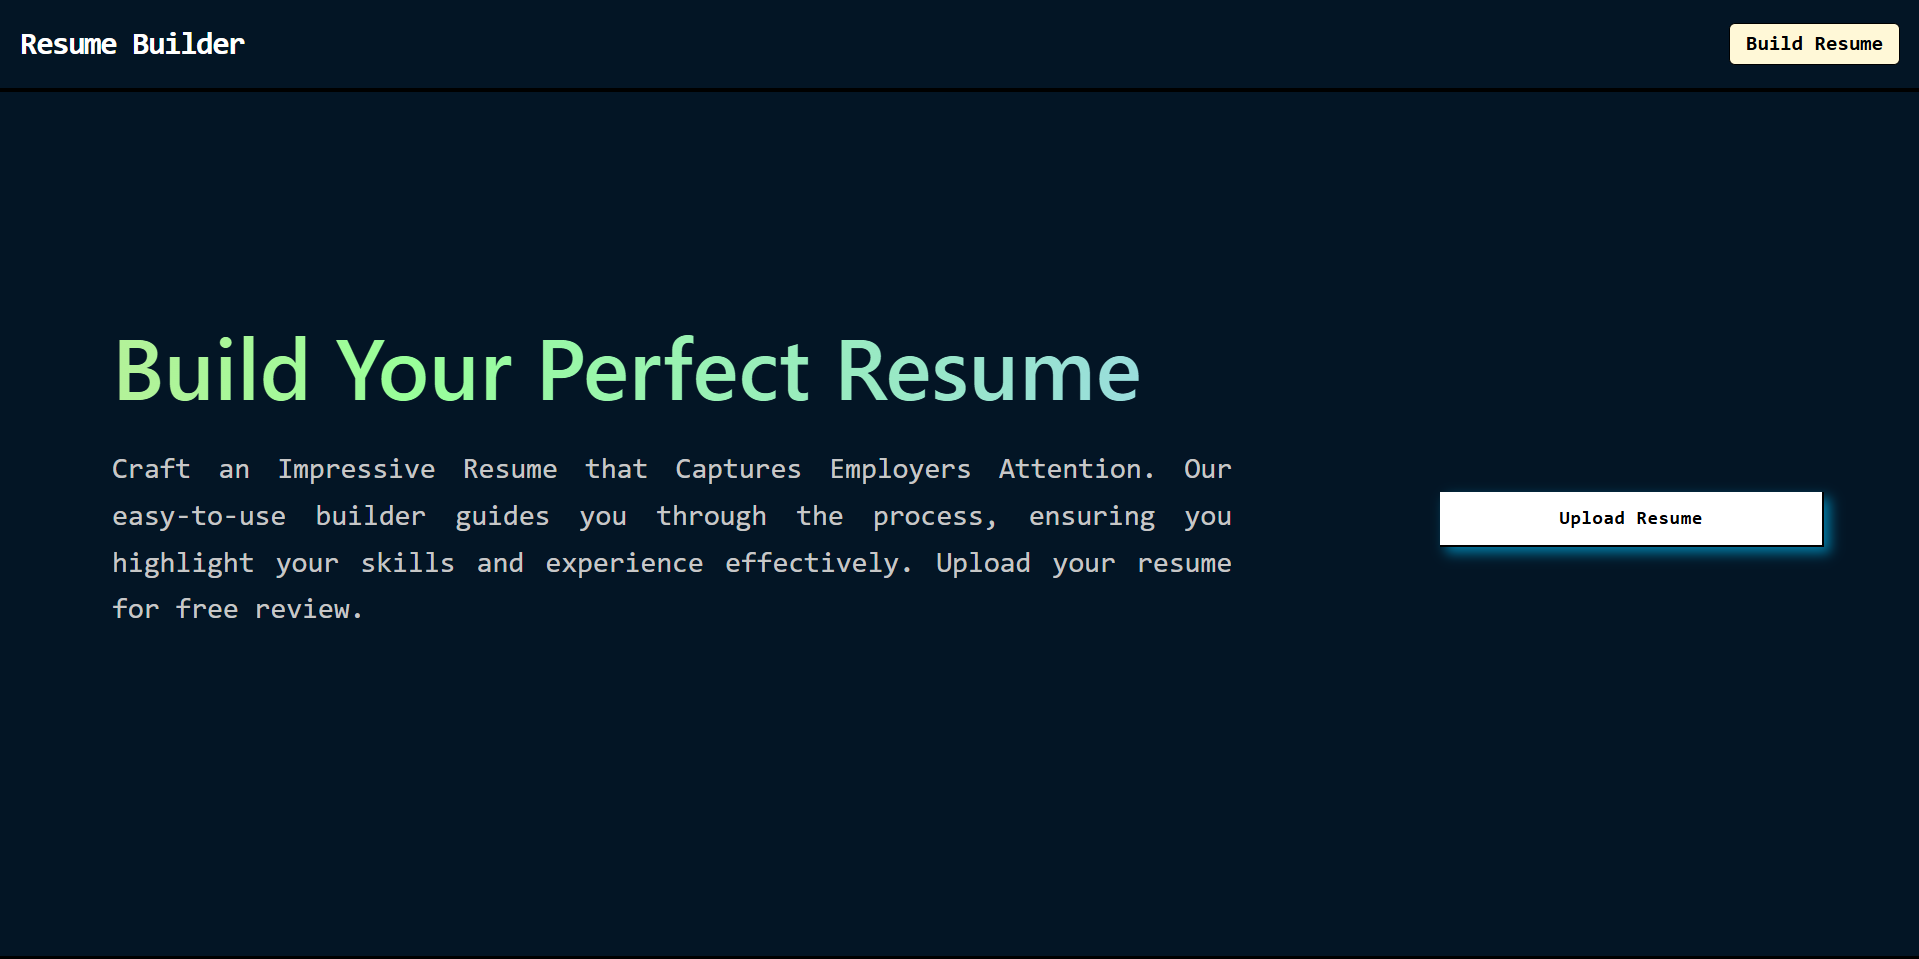 Resume Builder
Build Resume
Build Your Perfect Resume
Craft an Impressive Resume that Captures Employers Attention. Our
easy-to-use builder guides you through the process, ensuring you
highlight your skills and experience effectively. Upload your resume
for free review.
Upload Resume